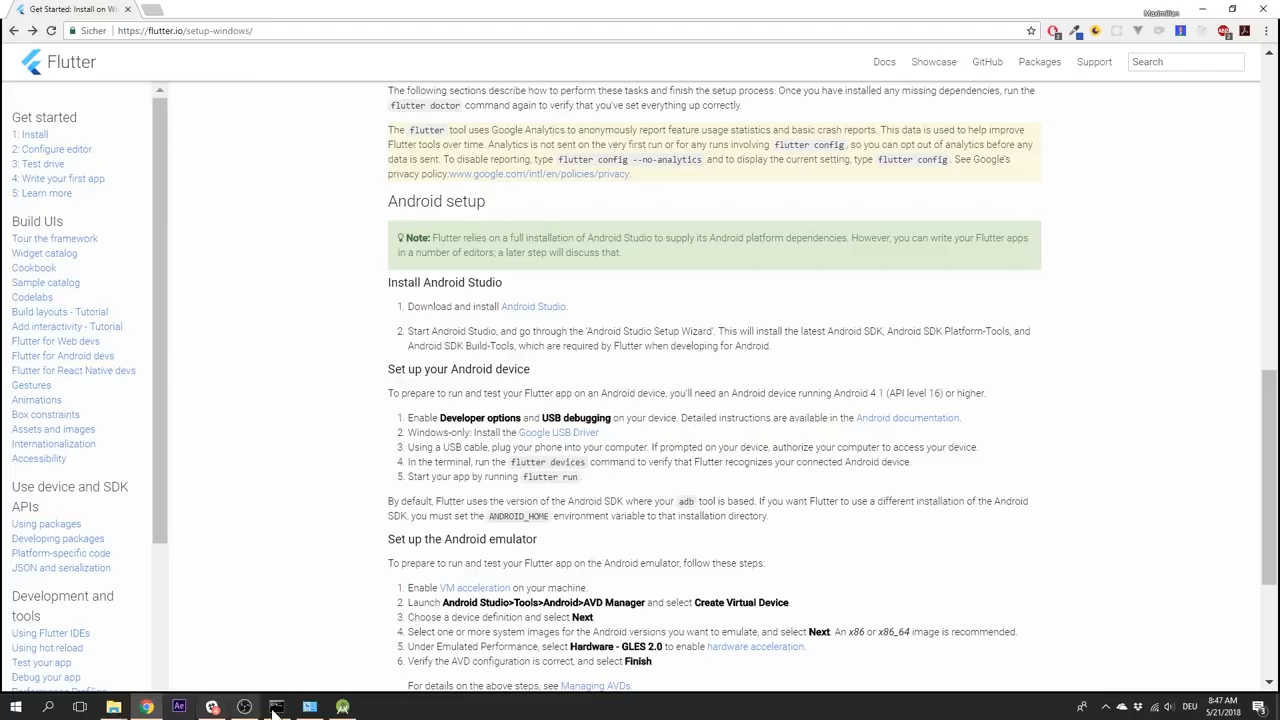 Get Started: Install on W
Maximilian
Sicher
https://flutter.io/setup-windows/
Flutter
Docs
Showcase
GitHub
Packages
Support
Search
Get started
1: Install
2: Configure editor
3: Test drive
4: Write your first app
5: Learn more
Build UIs
Tour the framework
Widget catalog
Cookbook
Sample catalog
Codelabs
Build layouts - Tutorial
Add interactivity - Tutorial
Flutter for Web devs
Flutter for Android devs
Flutter for React Native devs
Gestures
Animations
Box constraints
Assets and images
Internationalization
Accessibility
Use device and SDK
APIs
Using packages
Developing packages
Platform-specific code
JSON and serialization
Development and
tools
Using Flutter IDEs
Using hot reload
Test your app
Debug your app
Performance Profiling
The following sections describe how to perform these tasks and finish the setup process. Once you have installed any missing dependencies, run the
flutter doctor command again to verify that you've set everything up correctly.
The flutter tool uses Google Analytics to anonymously report feature usage statistics and basic crash reports. This data is used to help improve
Flutter tools over time. Analytics is not sent on the very first run or for any runs involving flutter config, so you can opt out of analytics before any
data is sent. To disable reporting, type flutter config --no-analytics and to display the current setting, type flutter config. See Google's
privacy policy:www.google.com/intl/en/policies/privacy.
Android setup
Note: Flutter relies on a full installation of Android Studio to supply its Android platform dependencies. However, you can write your Flutter apps
in a number of editors; a later step will discuss that.
Install Android Studio
1. Download and install Android Studio.
2. Start Android Studio, and go through the 'Android Studio Setup Wizard'. This will install the latest Android SDK, Android SDK Platform-Tools, and
Android SDK Build-Tools, which are required by Flutter when developing for Android.
Set up your Android device
To prepare to run and test your Flutter app on an Android device, you'll need an Android device running Android 4.1 (API level 16) or higher.
1. Enable Developer options and USB debugging on your device. Detailed instructions are available in the Android documentation.
2. Windows-only: Install the Google USB Driver
3. Using a USB cable, plug your phone into your computer. If prompted on your device, authorize your computer to access your device.
4. In the terminal, run the flutter devices command to verify that Flutter recognizes your connected Android device.
5. Start your app by running flutter run.
By default, Flutter uses the version of the Android SDK where your adb tool is based. If you want Flutter to use a different installation of the Android
SDK, you must set the ANDROID_HOME environment variable to that installation directory.
Set up the Android emulator
To prepare to run and test your Flutter app on the Android emulator, follow these steps:
1. Enable VM acceleration on your machine.
2. Launch Android Studio>Tools>Android>AVD Manager and select Create Virtual Device.
3. Choose a device definition and select Next.
4. Select one or more system images for the Android versions you want to emulate, and select Next. An x86 or x86_64 image is recommended.
5. Under Emulated Performance, select Hardware - GLES 2.0 to enable hardware acceleration.
6. Verify the AVD configuration is correct, and select Finish.
For details on the above steps, see Managing AVDs.
Ae
DEU
8:47 AM
5/21/2018